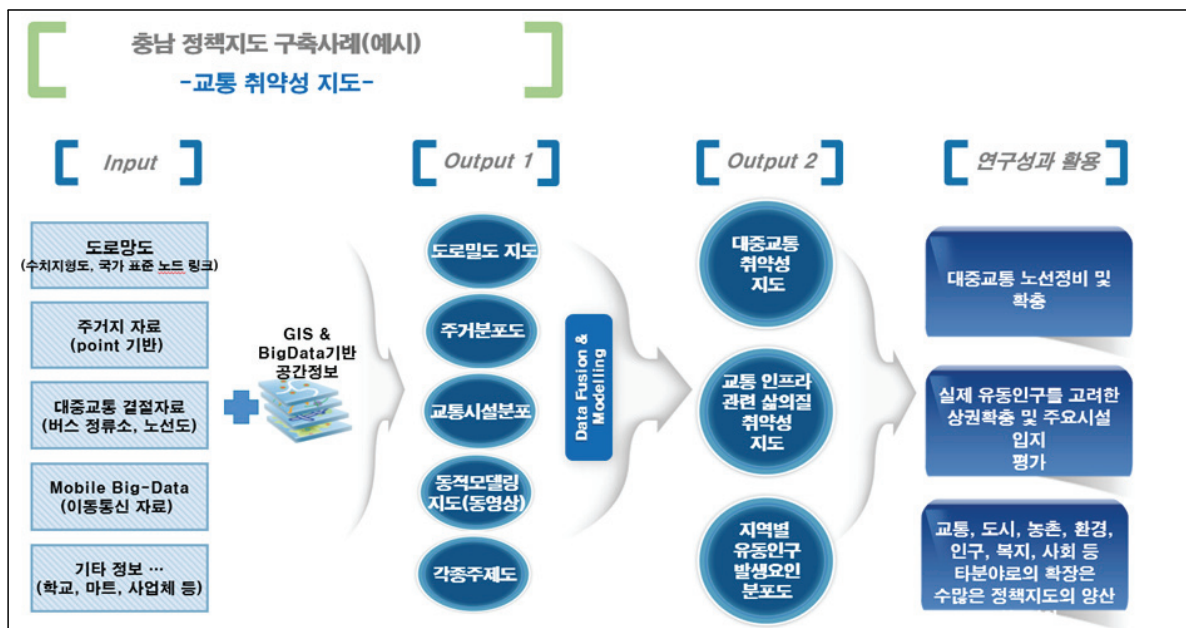 충남 정책지도 구축사례(예시)
-교통 취약성 지도-
Input
도로망도
(수치지형도, 국가 표준 노드 링크)
주거지 자료
(point 기반)
대중교통 결절자료
(버스 정류소, 노선도)
Mobile Big-Data
(이동통신 자료)
기타 정보 …
(학교, 마트, 사업체 등)
GIS &
BigData기반
공간정보
Output 1
도로밀도 지도
주거분포도
교통시설분포
동적모델링
지도(동영상)
각종주제도
Data Fusion &
Modelling
Output 2
대중교통
취약성
지도
교통 인프라
관련 삶의질
취약성
지도
지역별
유동인구
발생요인
분포도
연구성과 활용
대중교통 노선정비 및
확충
실제 유동인구를 고려한
상권확충 및 주요시설
입지
평가
교통, 도시, 농촌, 환경,
인구, 복지, 사회 등
타분야로의 확장은
수많은 정책지도의 양산